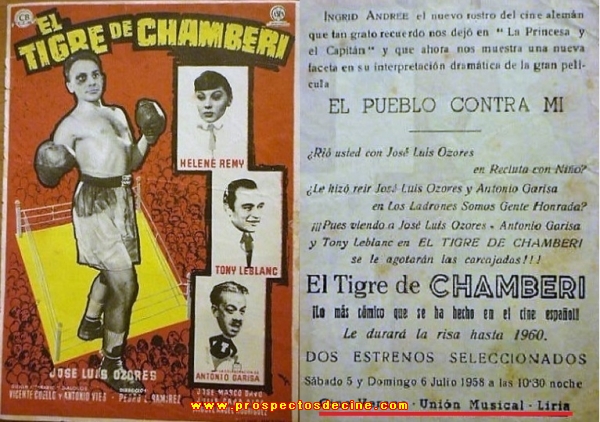 EL
TIGRE DE CHAMBERI
HELENE REMY
TONY LEBLANC
ANTONIO GARISA
JOSE LUIS OZORES
VICENTE COELLO y ANTONIO VICH
PEDRO L. RAMIREZ
INGRID ANDREE el nuevo rostro del cine alemán
que tan grato recuerdo nos dejó en "La Princesa y
el Capitán" y que ahora nos muestra una nueva
faceta en su interpretación dramática de la gran pelí-
cula
EL PUEBLO CONTRA MI
¿Rió usted con José Luis Ozores
en Recluta con Niño?
¿Le hizó reir José Luis Ozores y Antonio Garisa
en Los Ladrones Somos Gente Honrada?
¡¡¡Pues viendo a José Luis Ozores - Antonio Garisa
y Tony Leblanc en EL TIGRE DE CHAMBERI
se le agotarán las carcajadas!!!
El Tigre de CHAMBERI
¡Lo más cómico que se ha hecho en el cine español!
Le durará la risa hasta 1960.
DOS ESTRENOS SELECCIONADOS
Sábado 5 y Domingo 6 Julio 1958 a las 10'30 noche
Unión Musical - Liria
www.prospectosdecine.com